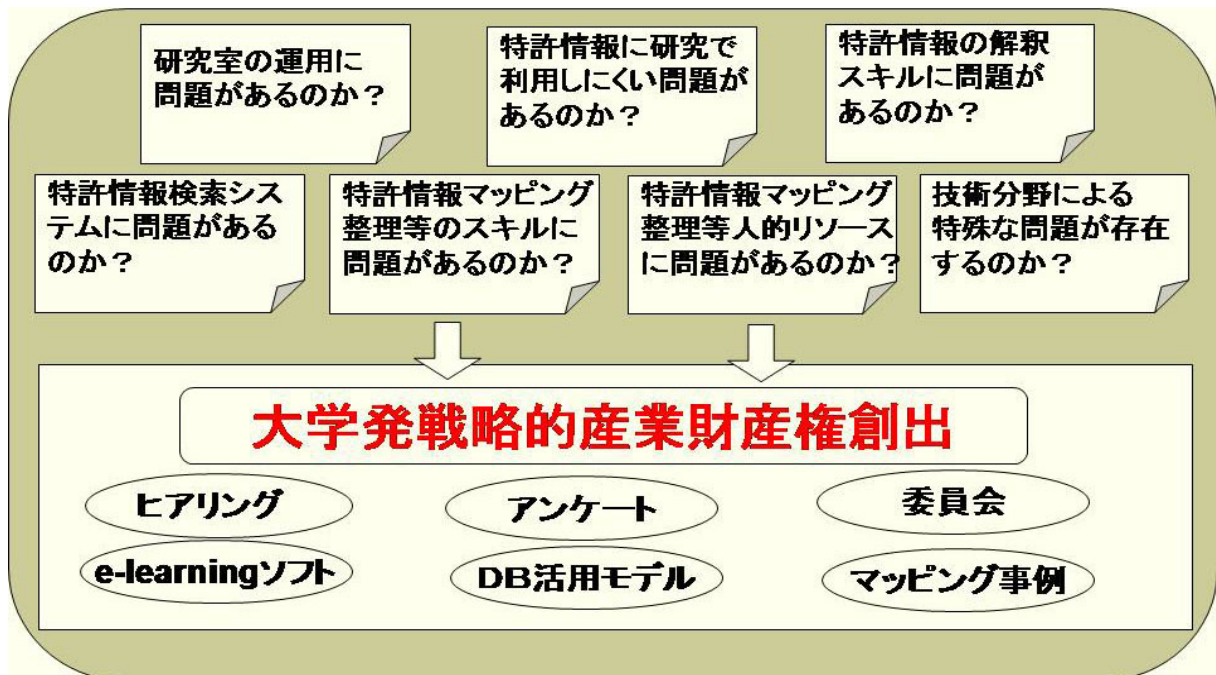 研究室の運用に
問題があるのか？
特許情報に研究で
利用しにくい問題が
あるのか？
特許情報の解釈
スキルに問題が
あるのか？
特許情報検索シス
テムに問題がある
のか？
特許情報マッピング
整理等のスキルに
問題があるのか？
特許情報マッピング
整理等人的リソース
に問題があるのか？
技術分野による
特殊な問題が存在
するのか？
大学発戦略的産業財産権創出
ヒアリング
アンケート
委員会
e-learningソフト
DB活用モデル
マッピング事例